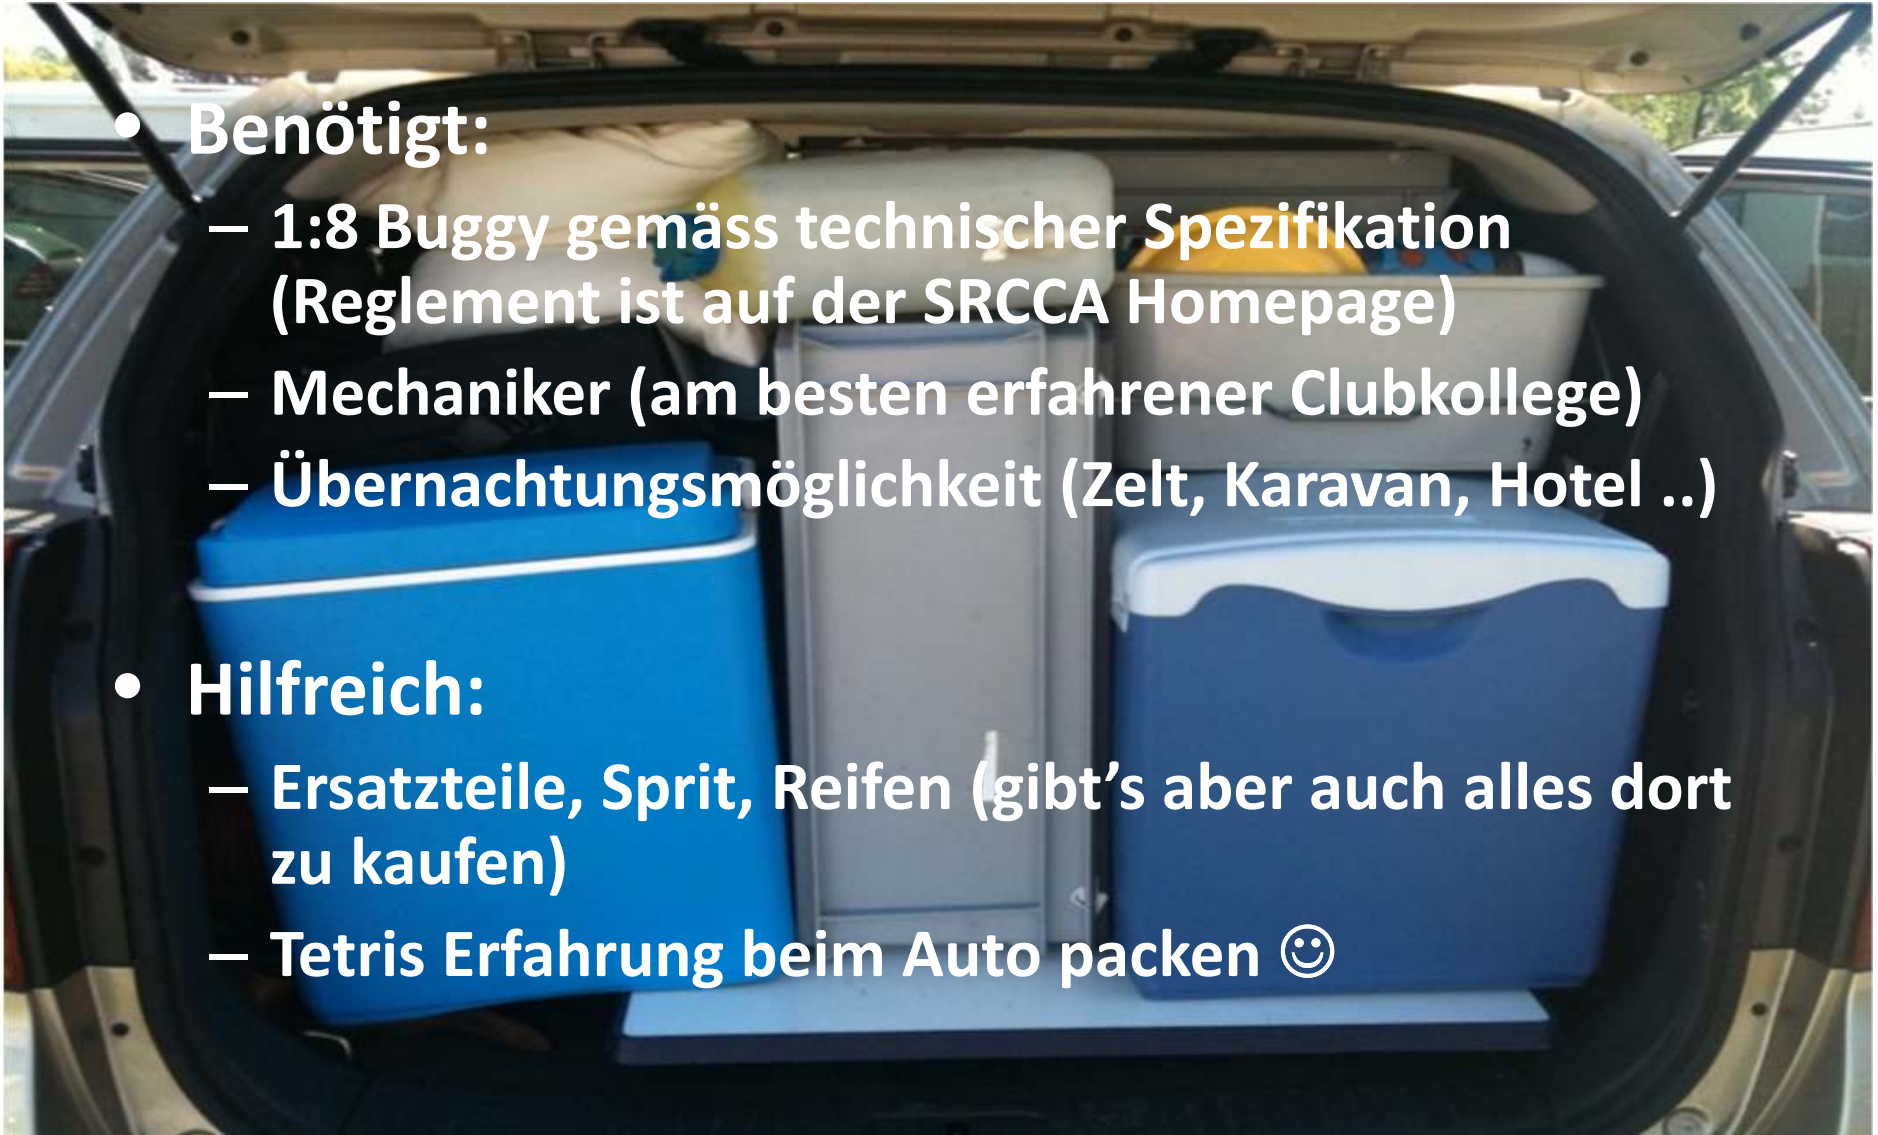 • Benötigt:
– 1:8 Buggy gemäss technischer Spezifikation
(Reglement ist auf der SRCCA Homepage)
– Mechaniker (am besten erfahrener Clubkollege)
– Übernachtungsmöglichkeit (Zelt, Karavan, Hotel ..)
• Hilfreich:
– Ersatzteile, Sprit, Reifen (gibt’s aber auch alles dort
zu kaufen)
– Tetris Erfahrung beim Auto packen ☺